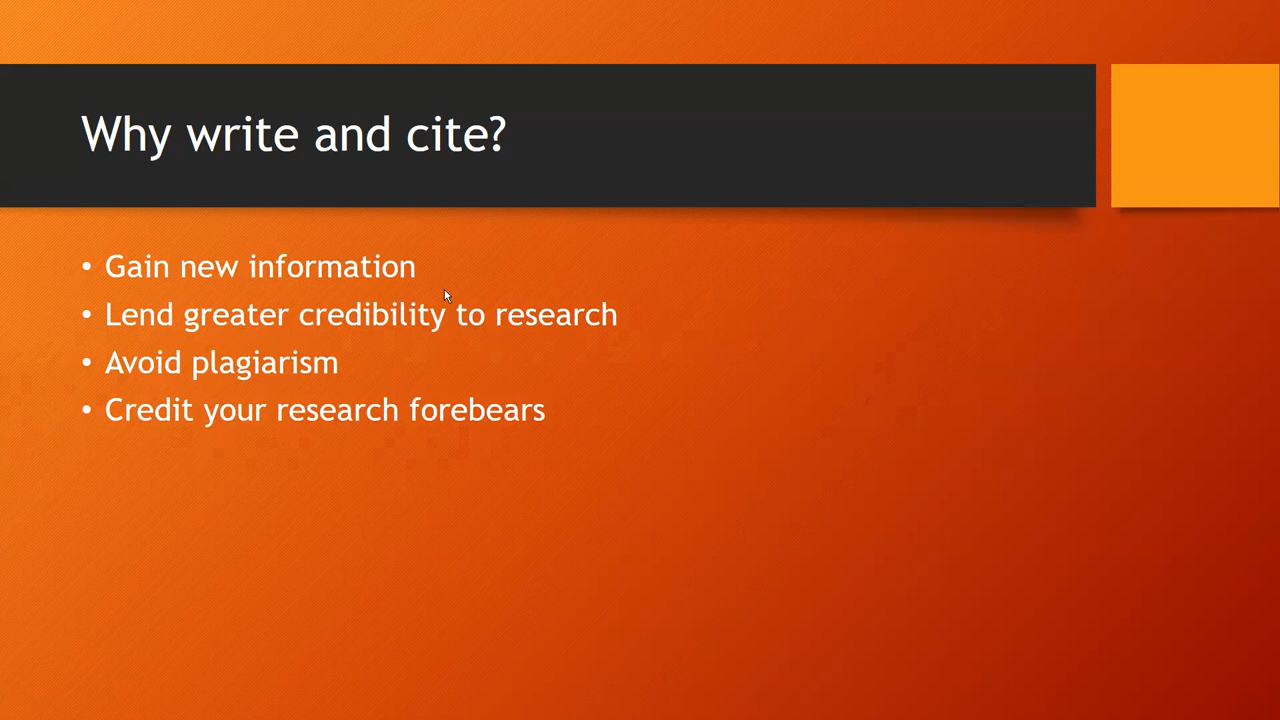 Why write and cite?
• Gain new information
• Lend greater credibility to research
• Avoid plagiarism
• Credit your research forebears